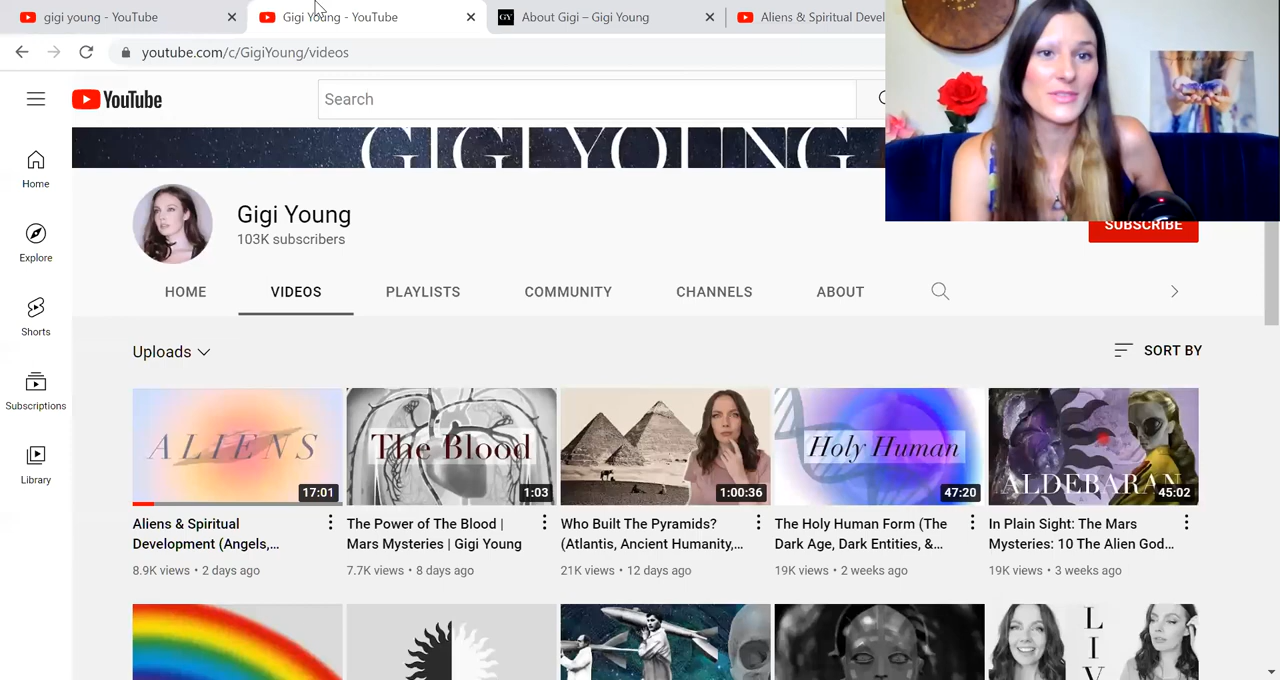 gigi young - YouTube
Gigi Young - YouTube
About Gigi – Gigi Young
Aliens & Spiritual Devel
youtube.com/c/GigiYoung/videos
YouTube
Search
GIGI YOUNG
Home
Explore
Shorts
Subscriptions
Library
Gigi Young
103K subscribers
SUBSCRIBE
HOME VIDEOS PLAYLISTS COMMUNITY CHANNELS ABOUT
Uploads
SORT BY
ALIENS
17:01
The Blood
1:03
1:00:36
Holy Human
47:20
ALDEBARAN
45:02
Aliens & Spiritual
Development (Angels,...
8.9K views • 2 days ago
The Power of The Blood |
Mars Mysteries | Gigi Young
7.7K views • 8 days ago
Who Built The Pyramids?
(Atlantis, Ancient Humanity,...
21K views • 12 days ago
The Holy Human Form (The
Dark Age, Dark Entities, &...
19K views • 2 weeks ago
In Plain Sight: The Mars
Mysteries: 10 The Alien God...
19K views • 3 weeks ago
L
I
V